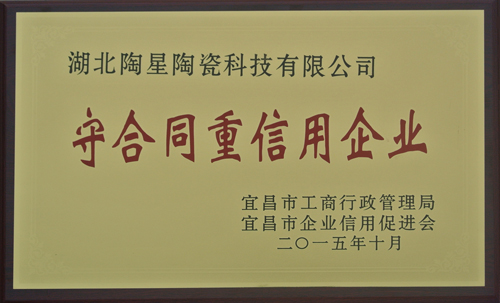 湖北陶星陶瓷科技有限公司
守合同重信用企业
宜昌市工商行政管理局
宜昌市企业信用促进会
二〇一五年十月